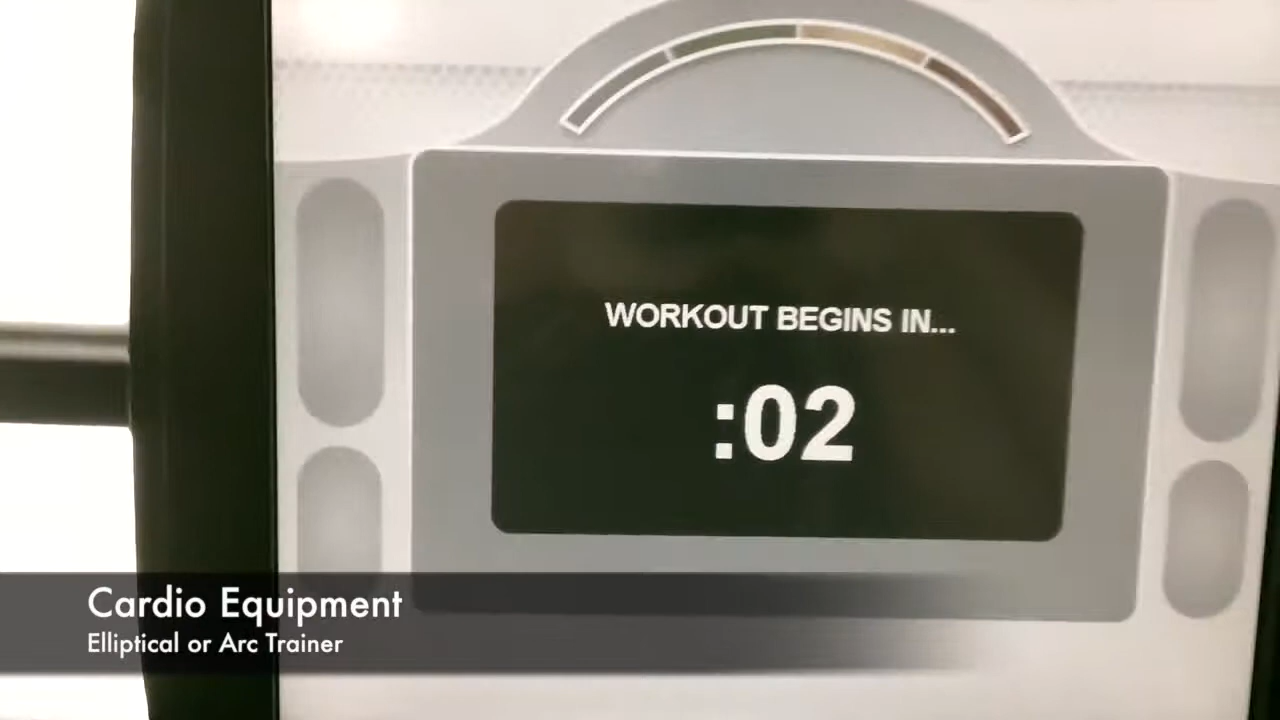 WORKOUT BEGINS IN...
:02
Cardio Equipment
Elliptical or Arc Trainer